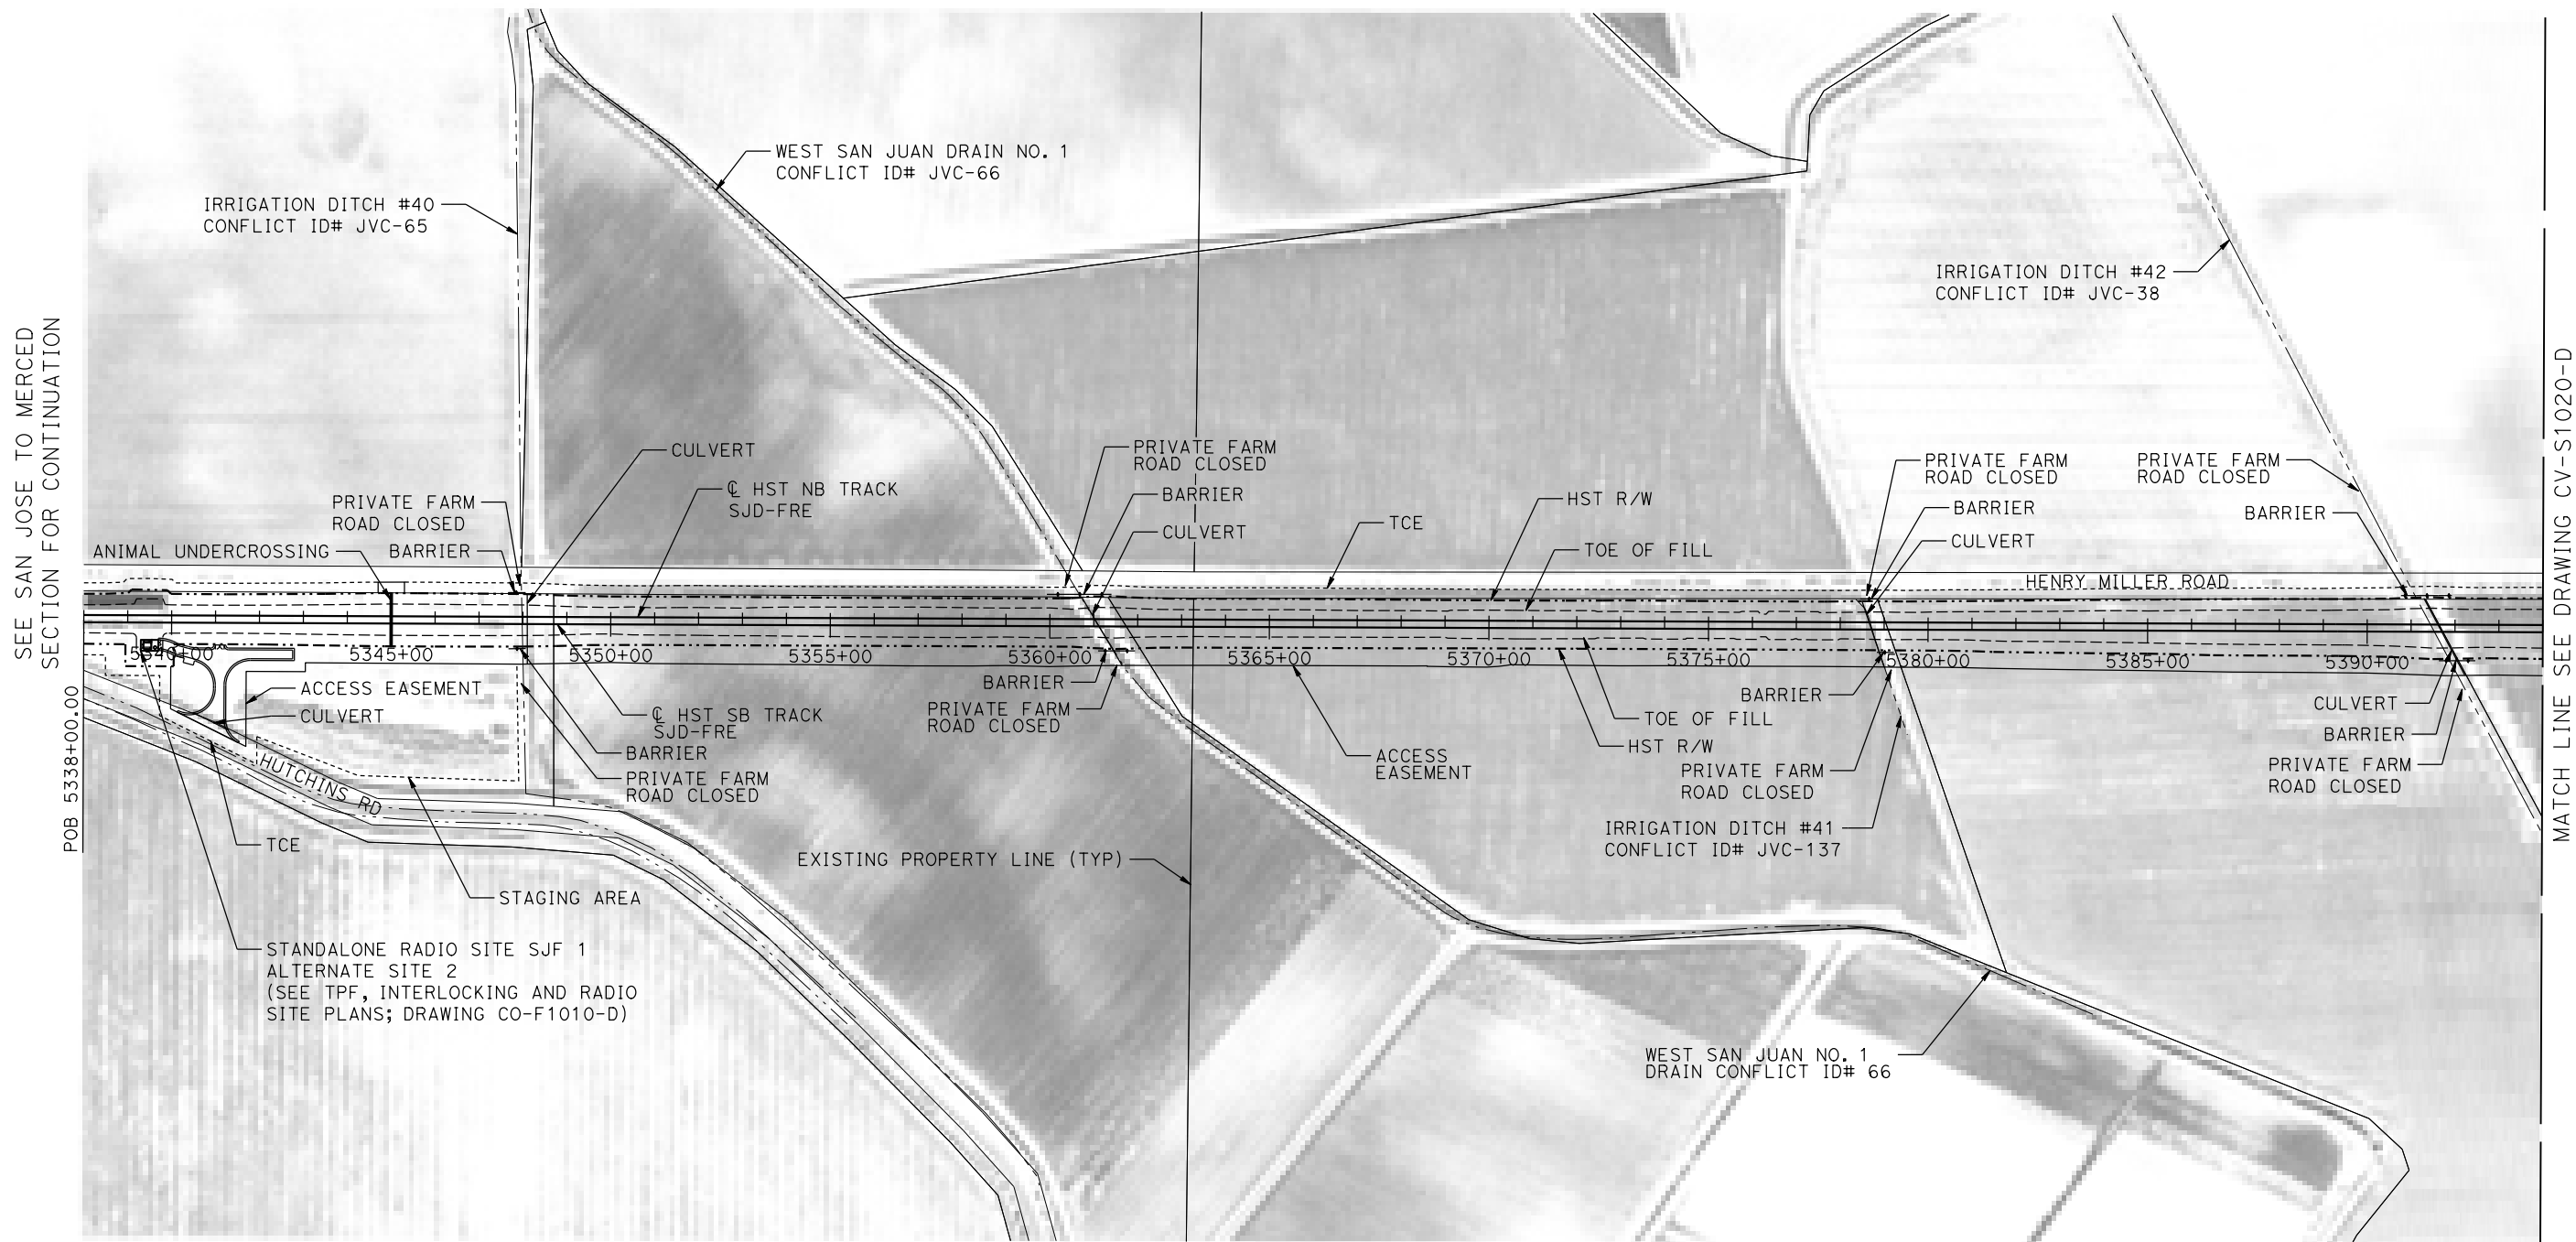 WEST SAN JUAN DRAIN NO. 1
CONFLICT ID# JVC-66
IRRIGATION DITCH #40
CONFLICT ID# JVC-65
IRRIGATION DITCH #42
CONFLICT ID# JVC-38
SEE SAN JOSE TO MERCED
SECTION FOR CONTINUATION
MATCH LINE SEE DRAWING CV-S1020-D
CULVERT
℄ HST NB TRACK
SJD-FRE
PRIVATE FARM
ROAD CLOSED
ANIMAL UNDERCROSSING
BARRIER
PRIVATE FARM
ROAD CLOSED
BARRIER
CULVERT
TCE
HST R/W
TOE OF FILL
PRIVATE FARM
ROAD CLOSED
BARRIER
CULVERT
PRIVATE FARM
ROAD CLOSED
BARRIER
HENRY MILLER ROAD
5340+00
5345+00
5350+00
5355+00
5360+00
5365+00
5370+00
5375+00
5380+00
5385+00
5390+00
POB 5338+00.00
ACCESS EASEMENT
CULVERT
℄ HST SB TRACK
SJD-FRE
BARRIER
PRIVATE FARM
ROAD CLOSED
BARRIER
PRIVATE FARM
ROAD CLOSED
ACCESS
EASEMENT
TOE OF FILL
HST R/W
BARRIER
PRIVATE FARM
ROAD CLOSED
IRRIGATION DITCH #41
CONFLICT ID# JVC-137
CULVERT
BARRIER
PRIVATE FARM
ROAD CLOSED
HUTCHINS RD
TCE
STAGING AREA
EXISTING PROPERTY LINE (TYP)
STANDALONE RADIO SITE SJF 1
ALTERNATE SITE 2
(SEE TPF, INTERLOCKING AND RADIO
SITE PLANS; DRAWING CO-F1010-D)
WEST SAN JUAN NO. 1
DRAIN CONFLICT ID# 66